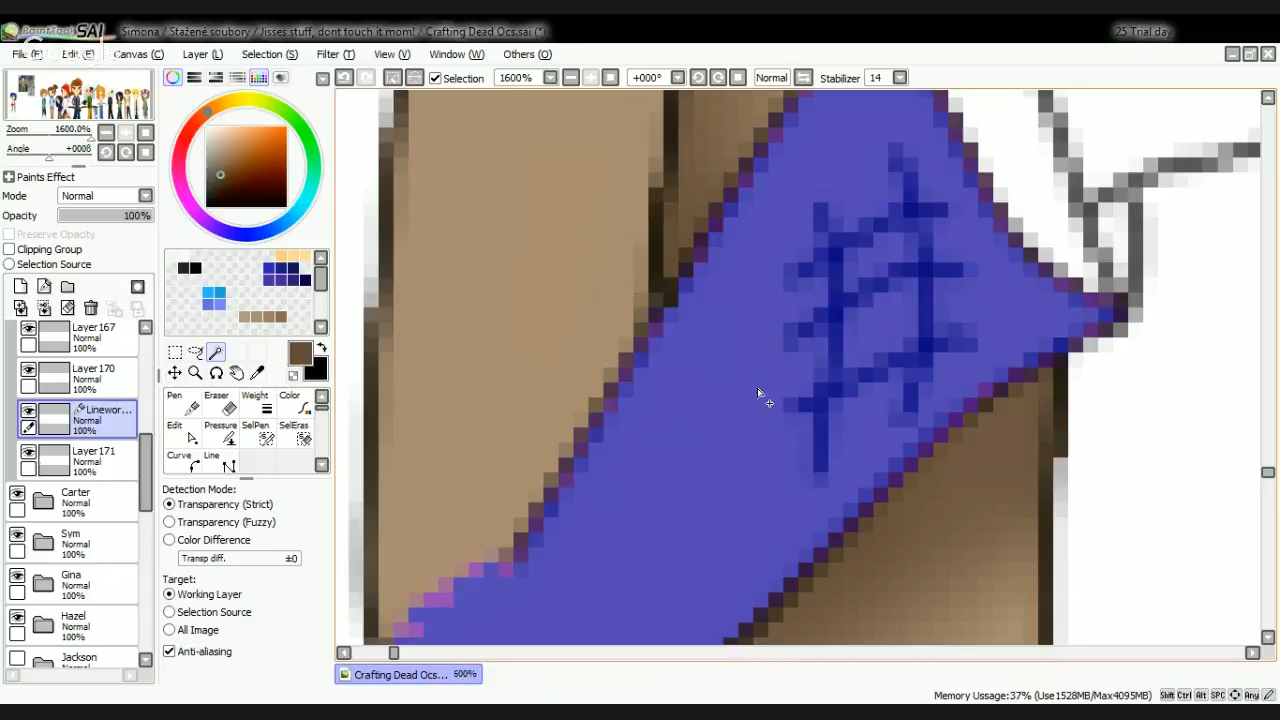 PaintTool SAI Simona / Stažene soubory / Jisses stuff, dont touch it mom! / Crafting Dead Ocs.sai (*) 25 Trial.day
File (F) Edit (E) Canvas (C) Layer (L) Selection (S) Filter (T) View (V) Window (W) Others (O)
Selection 1600% +000° Normal Stabilizer 14
Zoom 1600.0%
Angle +000ß
Paints Effect
Mode Normal
Opacity 100%
Preserve Opacity
Clipping Group
Selection Source
Layer167
Normal
100%
Layer170
Normal
100%
Linewor...
Normal
100%
Layer171
Normal
100%
Carter
Normal
100%
Sym
Normal
100%
Gina
Normal
100%
Hazel
Normal
100%
Jackson
Pen Eraser Weight Color
Edit Pressure SelPen SelEras
Curve Line
Detection Mode:
Transparency (Strict)
Transparency (Fuzzy)
Color Difference
Transp diff. ±0
Target:
Working Layer
Selection Source
All Image
Anti-aliasing
Crafting Dead Ocs... 600%
Memory Ussage:37% (Use1528MB/Max4095MB) Shft Ctrl Alt SPC Any